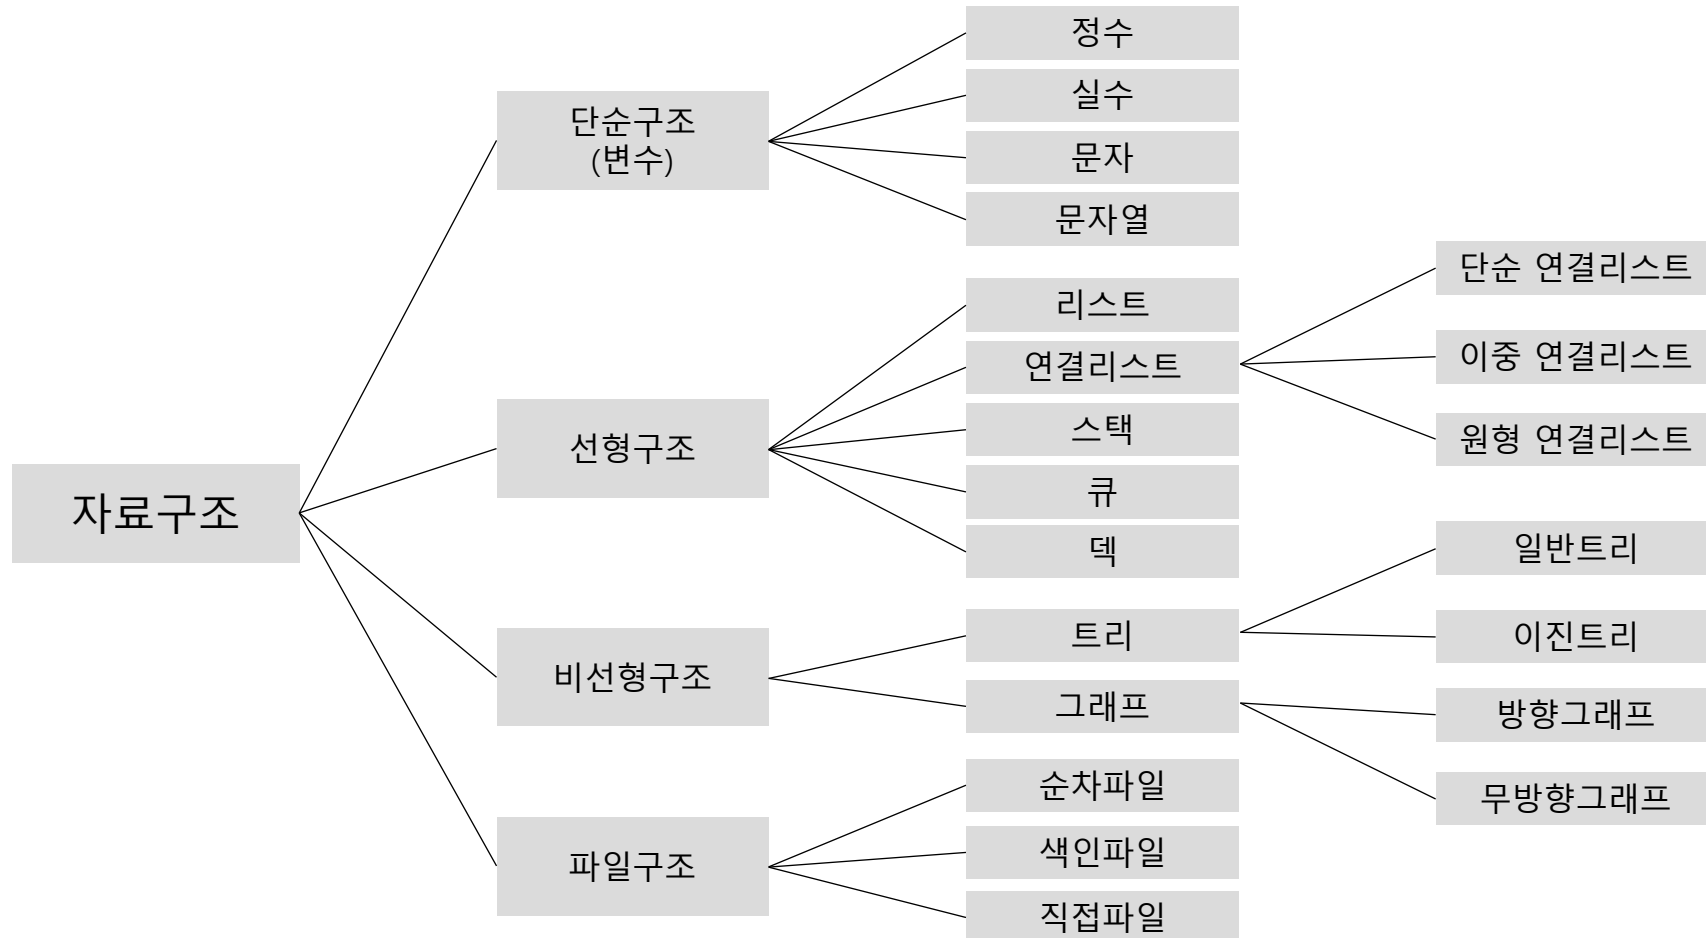 자료구조
단순구조
(변수)
정수
실수
문자
문자열
선형구조
리스트
연결리스트
단순 연결리스트
이중 연결리스트
원형 연결리스트
스택
큐
덱
비선형구조
트리
일반트리
이진트리
그래프
방향그래프
무방향그래프
파일구조
순차파일
색인파일
직접파일